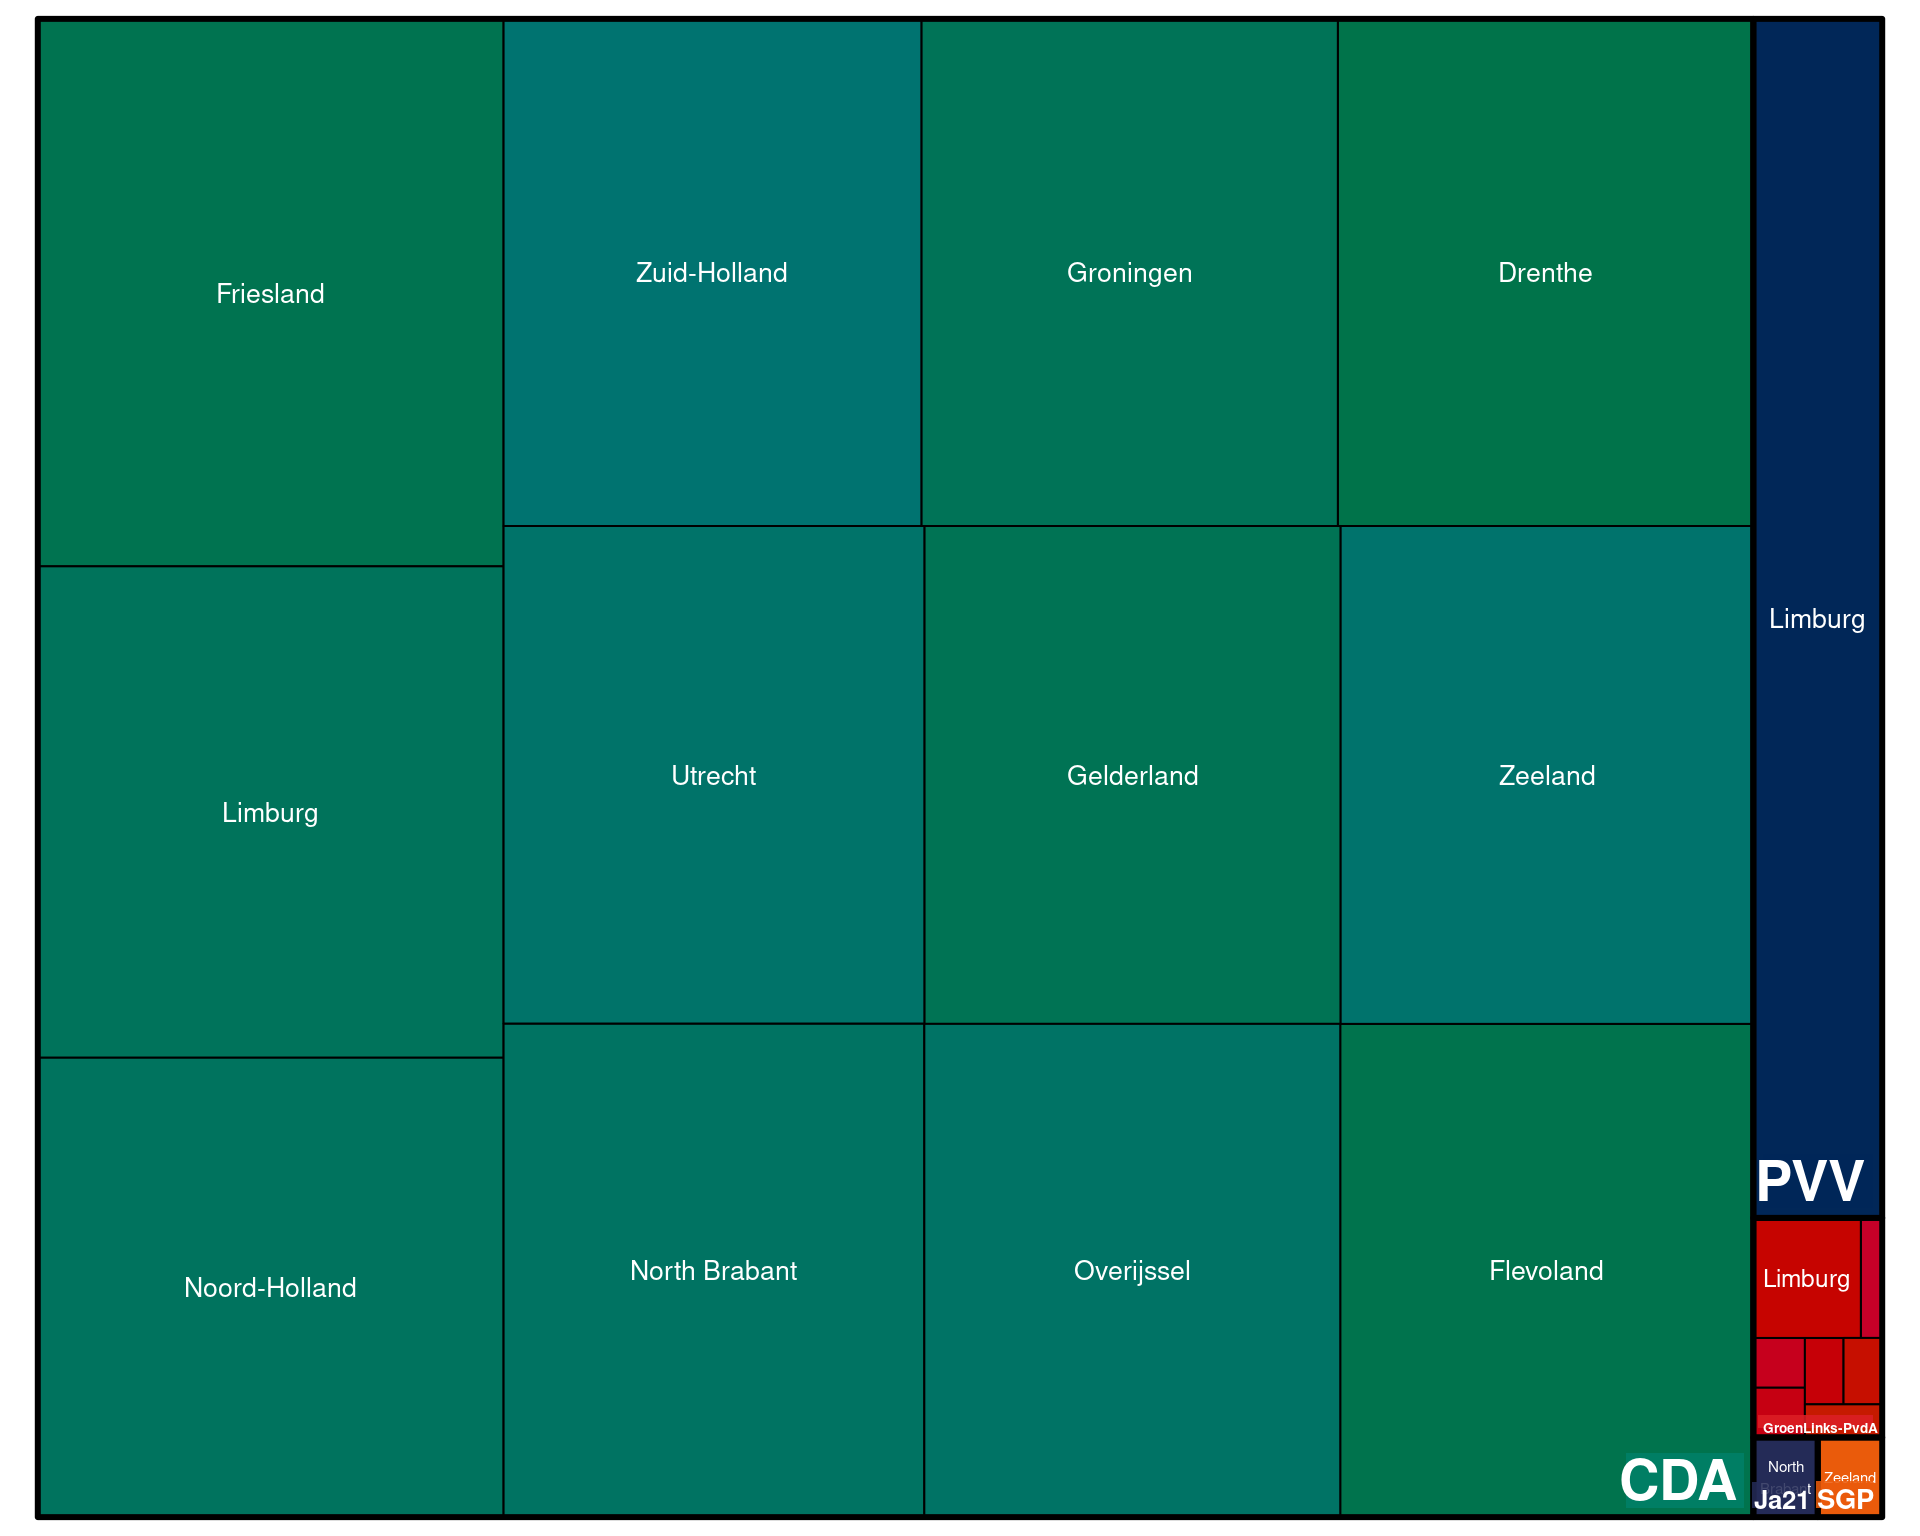 Friesland
Zuid-Holland
Groningen
Drenthe
Limburg
Utrecht
Gelderland
Zeeland
Limburg
Noord-Holland
North Brabant
Overijssel
Flevoland
CDA
PVV
Limburg
GroenLinks-PvdA
North
Brabant
Ja21
Zeeland
SGP